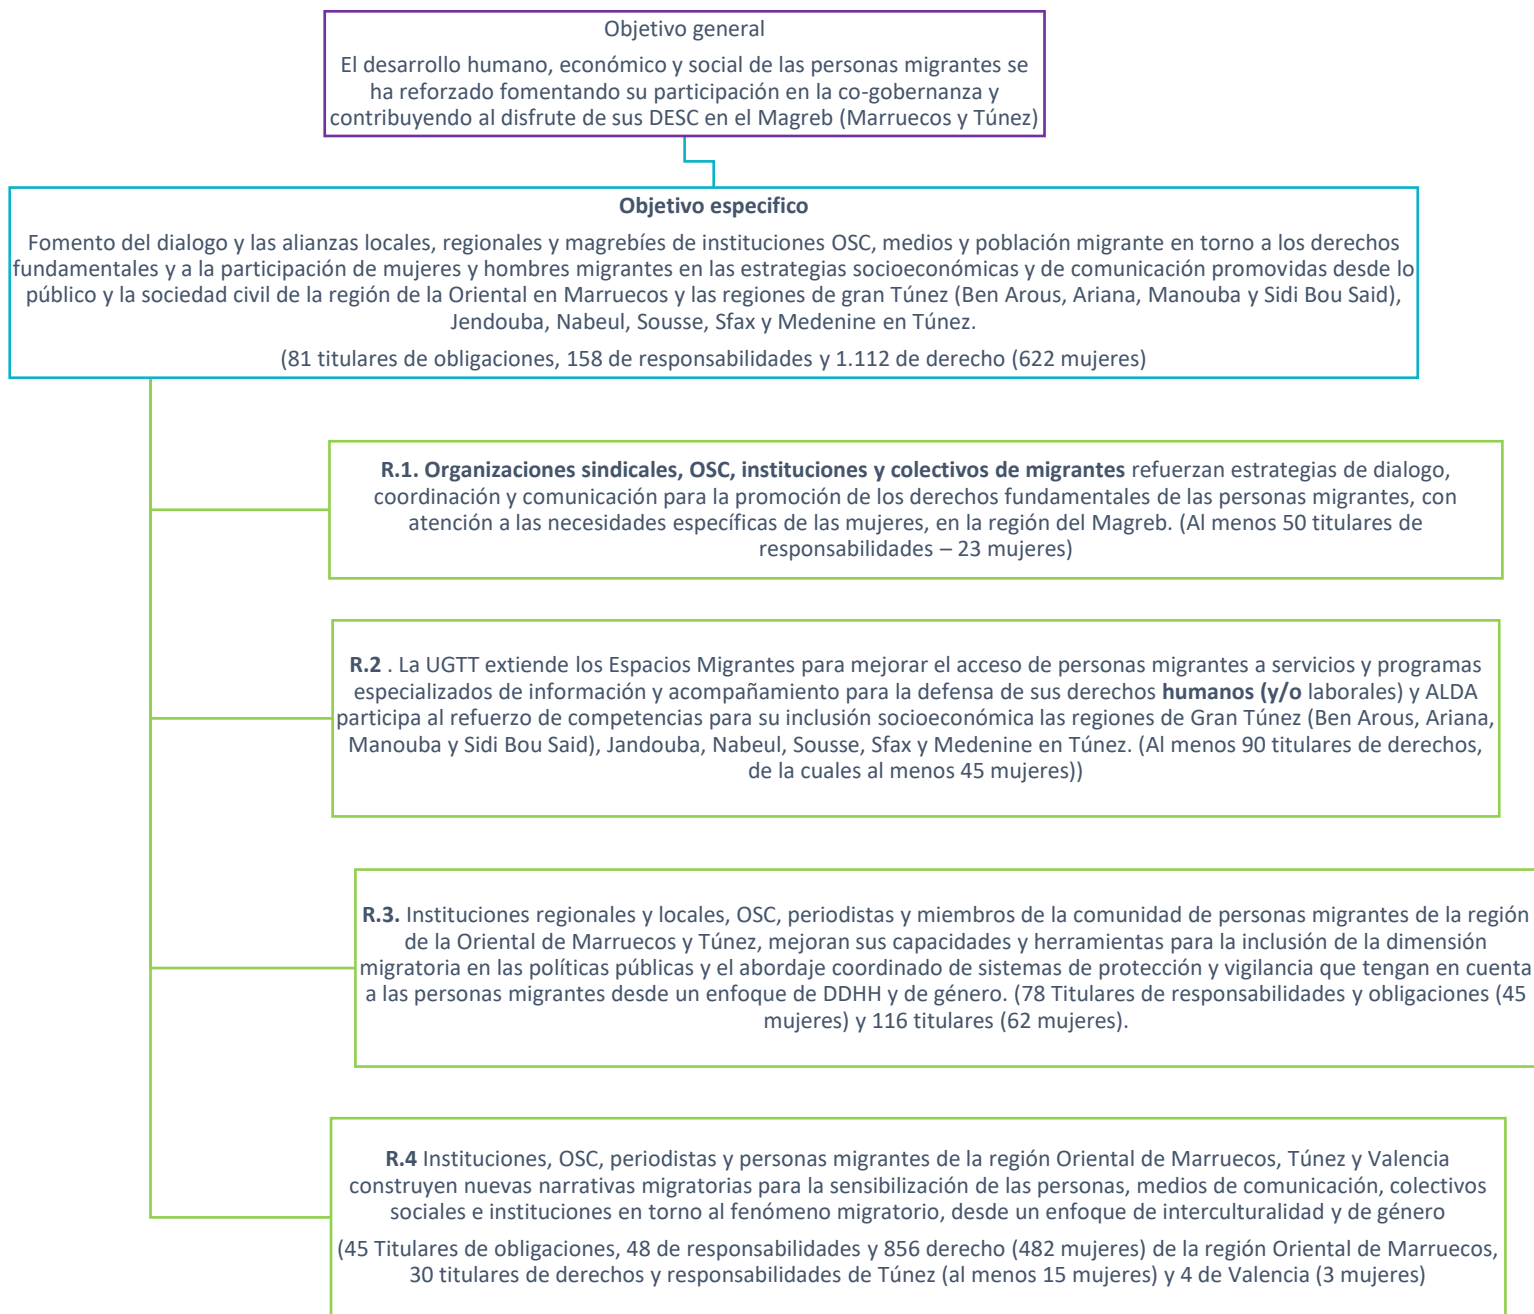 Objetivo general
El desarrollo humano, económico y social de las personas migrantes se
ha reforzado fomentando su participación en la co-gobernanza y
contribuyendo al disfrute de sus DESC en el Magreb (Marruecos y Túnez)
Objetivo especifico
Fomento del dialogo y las alianzas locales, regionales y magrebíes de instituciones OSC, medios y población migrante en torno a los derechos
fundamentales y a la participación de mujeres y hombres migrantes en las estrategias socioeconómicas y de comunicación promovidas desde lo
público y la sociedad civil de la región de la Oriental en Marruecos y las regiones de gran Túnez (Ben Arous, Ariana, Manouba y Sidi Bou Said),
Jendouba, Nabeul, Sousse, Sfax y Medenine en Túnez.
(81 titulares de obligaciones, 158 de responsabilidades y 1.112 de derecho (622 mujeres)
R.1. Organizaciones sindicales, OSC, instituciones y colectivos de migrantes refuerzan estrategias de dialogo,
coordinación y comunicación para la promoción de los derechos fundamentales de las personas migrantes, con
atención a las necesidades específicas de las mujeres, en la región del Magreb. (Al menos 50 titulares de
responsabilidades – 23 mujeres)
R.2 . La UGTT extiende los Espacios Migrantes para mejorar el acceso de personas migrantes a servicios y programas
especializados de información y acompañamiento para la defensa de sus derechos humanos (y/o laborales) y ALDA
participa al refuerzo de competencias para su inclusión socioeconómica las regiones de Gran Túnez (Ben Arous, Ariana,
Manouba y Sidi Bou Said), Jandouba, Nabeul, Sousse, Sfax y Medenine en Túnez. (Al menos 90 titulares de derechos,
de la cuales al menos 45 mujeres))
R.3. Instituciones regionales y locales, OSC, periodistas y miembros de la comunidad de personas migrantes de la región
de la Oriental de Marruecos y Túnez, mejoran sus capacidades y herramientas para la inclusión de la dimensión
migratoria en las políticas públicas y el abordaje coordinado de sistemas de protección y vigilancia que tengan en cuenta
a las personas migrantes desde un enfoque de DDHH y de género. (78 Titulares de responsabilidades y obligaciones (45
mujeres) y 116 titulares (62 mujeres).
R.4 Instituciones, OSC, periodistas y personas migrantes de la región Oriental de Marruecos, Túnez y Valencia
construyen nuevas narrativas migratorias para la sensibilización de las personas, medios de comunicación, colectivos
sociales e instituciones en torno al fenómeno migratorio, desde un enfoque de interculturalidad y de género
(45 Titulares de obligaciones, 48 de responsabilidades y 856 derecho (482 mujeres) de la región Oriental de Marruecos,
30 titulares de derechos y responsabilidades de Túnez (al menos 15 mujeres) y 4 de Valencia (3 mujeres)